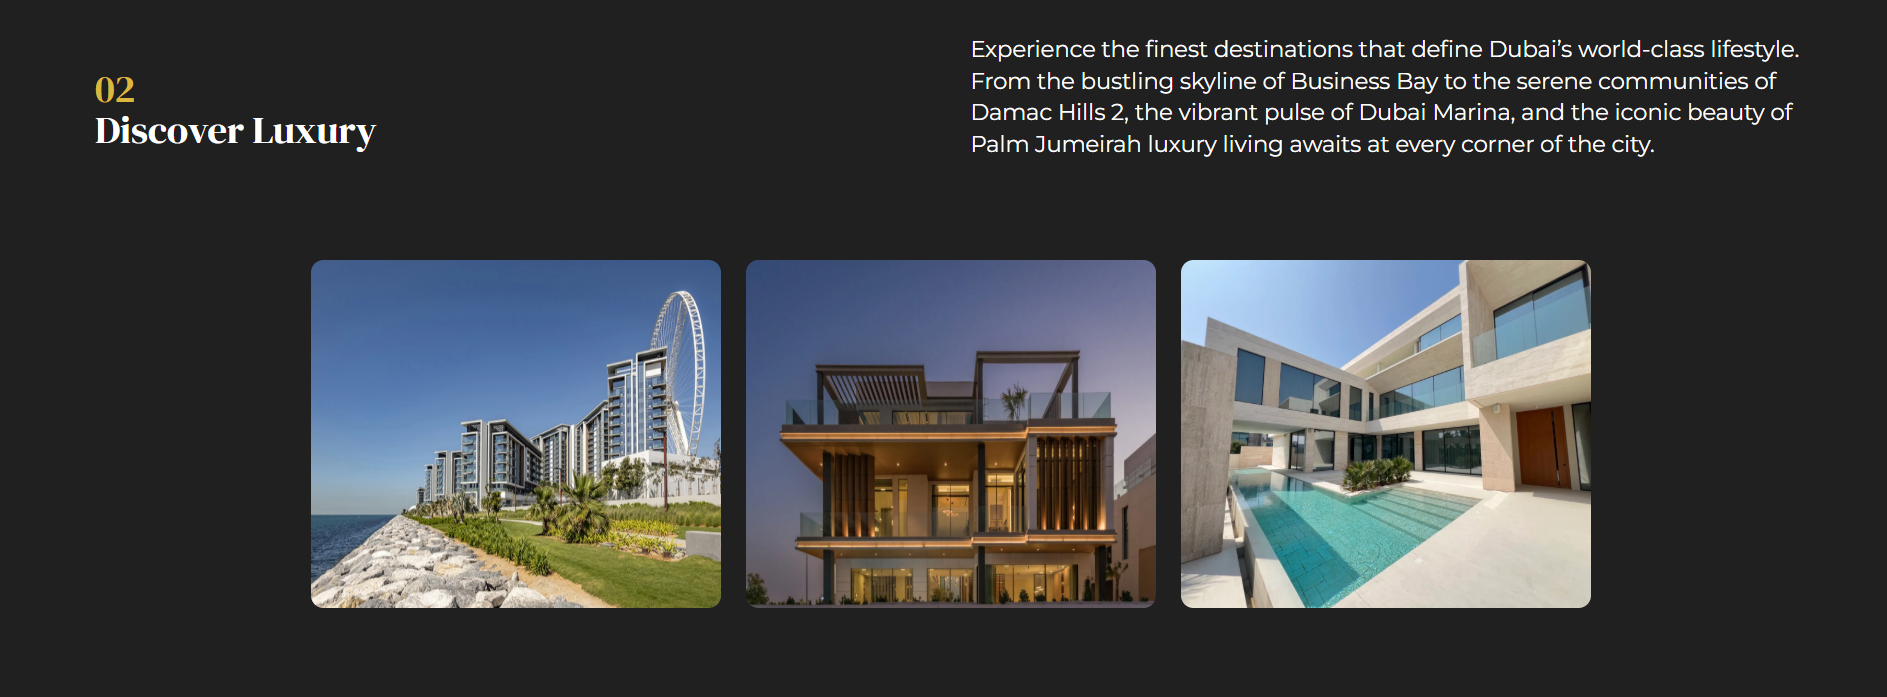 02
Discover Luxury
Experience the finest destinations that define Dubai’s world-class lifestyle.
From the bustling skyline of Business Bay to the serene communities of
Damac Hills 2, the vibrant pulse of Dubai Marina, and the iconic beauty of
Palm Jumeirah luxury living awaits at every corner of the city.